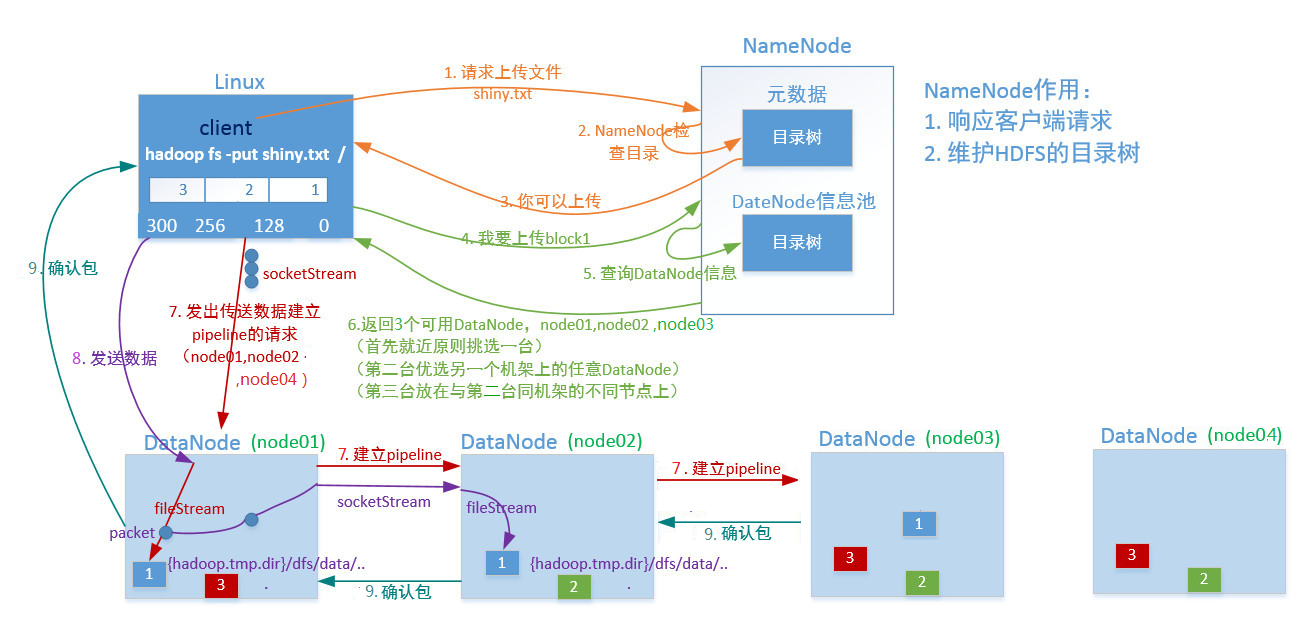 NameNode
Linux
client
hadoop fs -put shiny.txt /
3 2 1
300 256 128 0
1. 请求上传文件
shiny.txt
元数据
目录树
2. NameNode检
查目录
3. 你可以上传
DateNode信息池
目录树
4. 我要上传block1
5. 查询DataNode信息
NameNode作用：
1. 响应客户端请求
2. 维护HDFS的目录树
9. 确认包
socketStream
7. 发出传送数据建立
pipeline的请求
（node01,node02 ·
,node04 )
8. 发送数据
6.返回3个可用DataNode，node01,node02 ,node03
（首先就近原则挑选一台）
（第二台优选另一个机架上的任意DataNode）
（第三台放在与第二台同机架的不同节点上）
DataNode (node01)
7. 建立pipeline
socketStream
fileStream
packet
{hadoop.tmp.dir}/dfs/data/..
1
3
.
9. 确认包
DataNode (node02)
fileStream
{hadoop.tmp.dir}/dfs/data/..
1
2
.
7 . 建立pipeline
9. 确认包
DataNode (node03)
1
3
2
DataNode (node04)
3
2